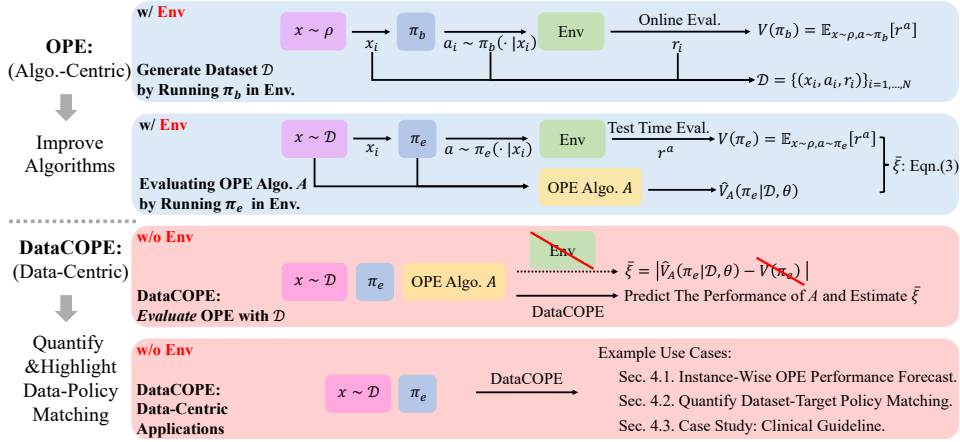 OPE:
(Algo.-Centric)
Improve
Algorithms
DataCOPE:
(Data-Centric)
Quantify
&Highlight
Data-Policy
Matching
w/ Env
x ~ ρ
x_i
π_b
a_i ~ π_b(· |x_i)
Env
Online Eval.
r_i
V(π_b) = 𝔼_{x~ρ,a~π_b}[r^a]
Generate Dataset 𝒟
by Running π_b in Env.
𝒟 = {(x_i, a_i, r_i)}_{i=1,...,N}
w/ Env
x ~ 𝒟
x_i
π_e
a ~ π_e(· |x_i)
Env
Test Time Eval.
r^a
V(π_e) = 𝔼_{x~ρ,a~π_e}[r^a]
ξ̄: Eqn.(3)
Evaluating OPE Algo. A
by Running π_e in Env.
OPE Algo. A
V̂_A(π_e|𝒟, θ)
w/o Env
x ~ 𝒟
π_e
OPE Algo. A
Env
ξ̄ = |V̂_A(π_e|𝒟, θ) − V(π_e) |
DataCOPE
Predict The Performance of A and Estimate ξ̄
DataCOPE:
Evaluate OPE with 𝒟
w/o Env
DataCOPE:
Data-Centric
Applications
x ~ 𝒟
π_e
DataCOPE
Example Use Cases:
Sec. 4.1. Instance-Wise OPE Performance Forecast.
Sec. 4.2. Quantify Dataset-Target Policy Matching.
Sec. 4.3. Case Study: Clinical Guideline.